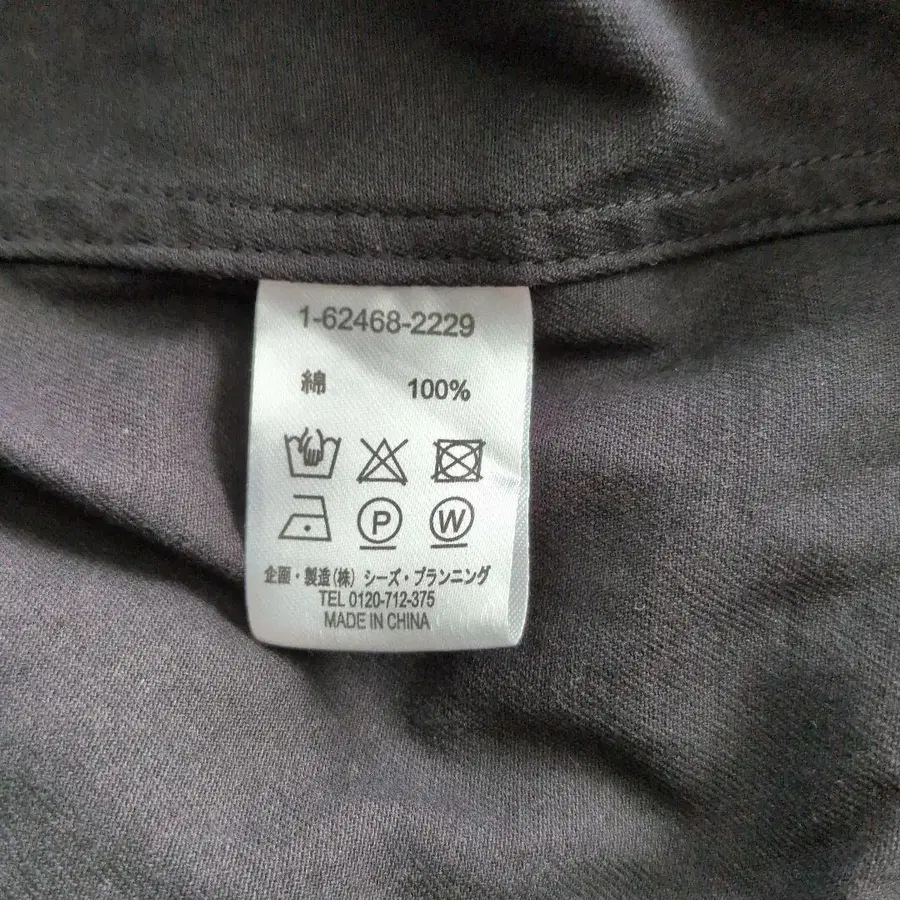 1-62468-2229
綿 100%
P W
企画・製造(株) シーズ・プランニング
TEL 0120-712-375
MADE IN CHINA